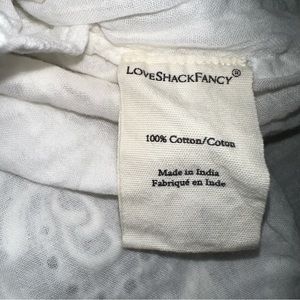 LoveShackFancy®
100% Cotton/Coton
Made in India
Fabriqué en Inde